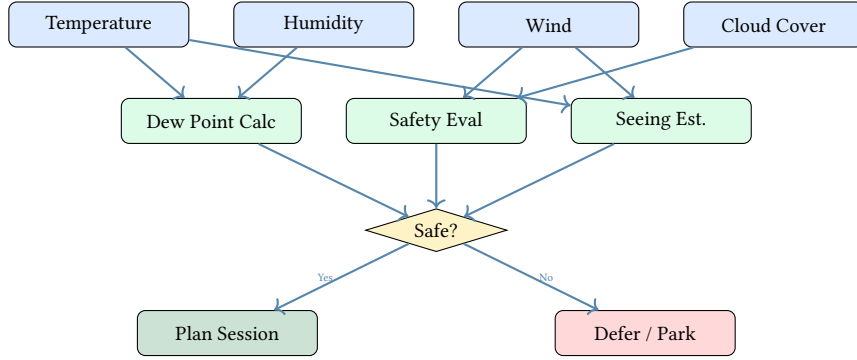 Temperature
Humidity
Wind
Cloud Cover
Dew Point Calc
Safety Eval
Seeing Est.
Safe?
Yes
No
Plan Session
Defer / Park